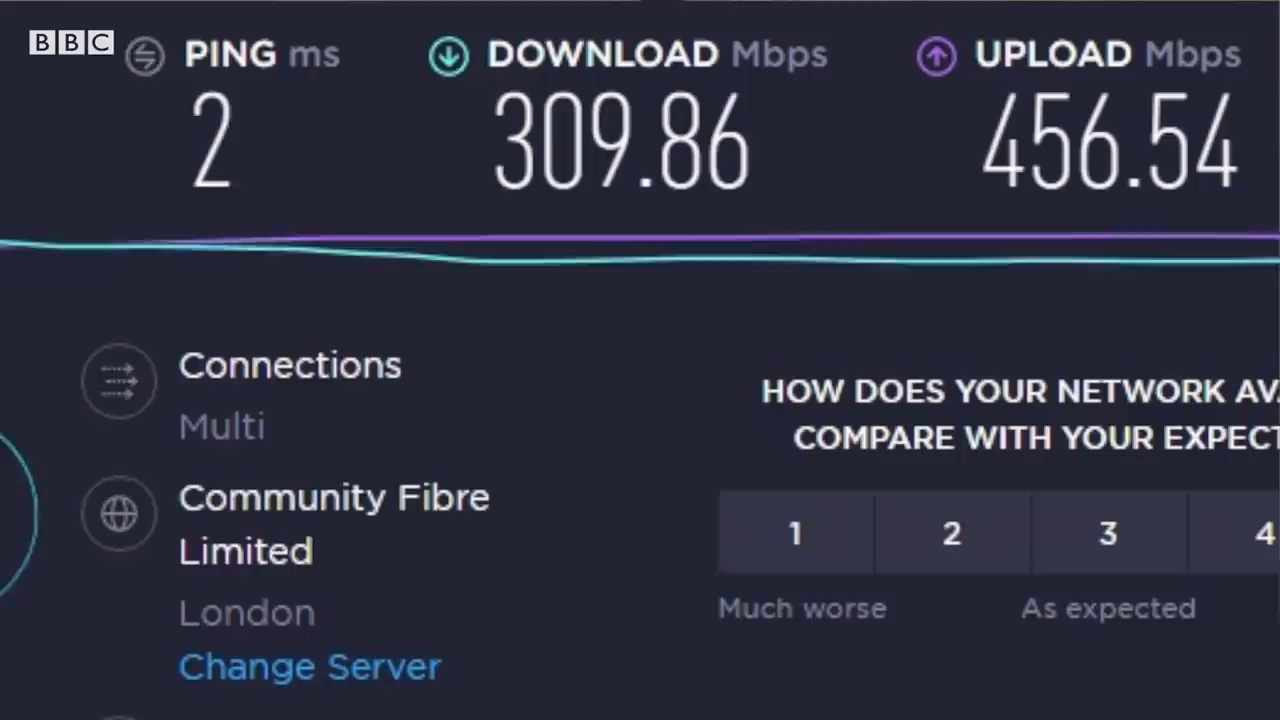 BBC
PING ms
DOWNLOAD Mbps
UPLOAD Mbps
2
309.86
456.54
Connections
Multi
Community Fibre
Limited
London
Change Server
HOW DOES YOUR NETWORK AV
COMPARE WITH YOUR EXPECT
1 2 3 4
Much worse
As expected